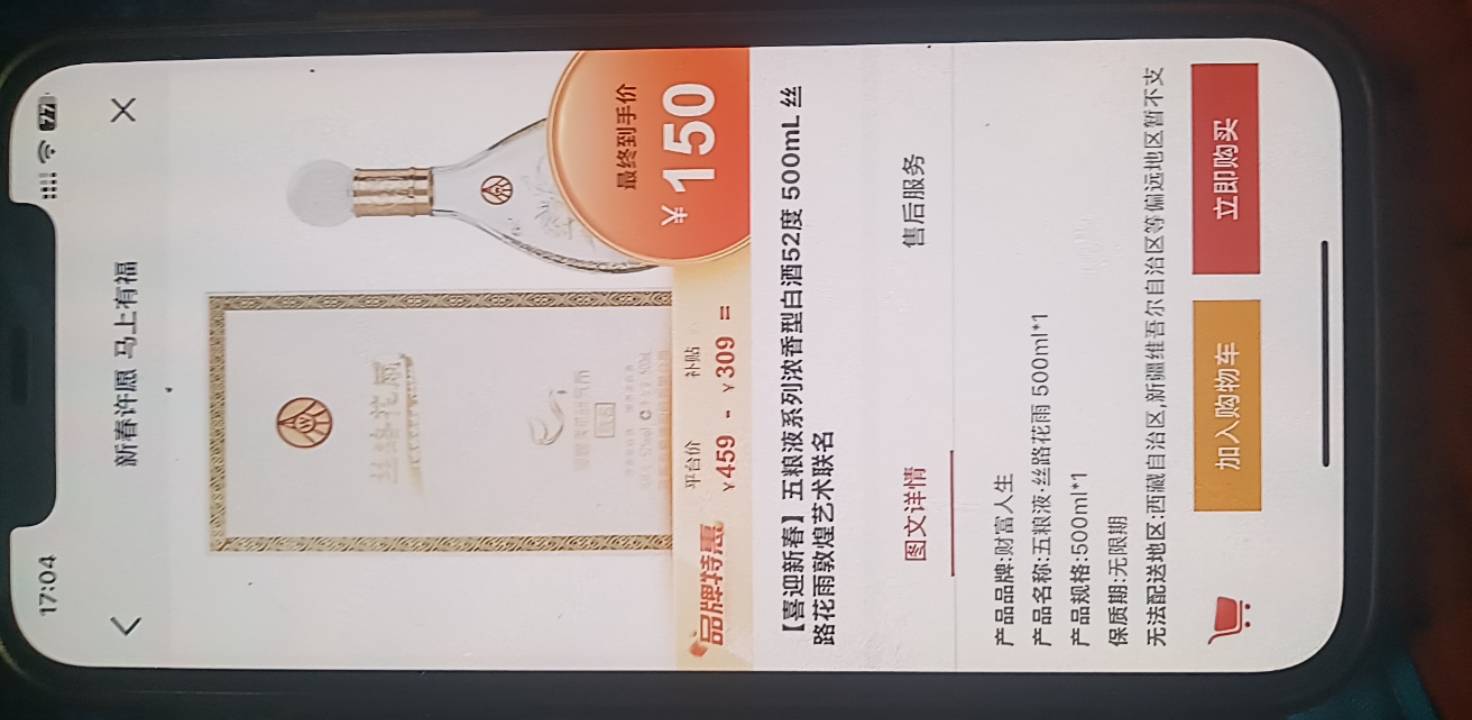 17:04
27
新春许愿 马上有福
丝路花雨
最终到手价
¥150
品牌特惠
平台价
补贴
¥459 - ¥309 =
【喜迎新春】五粮液系列浓香型白酒52度 500mL 丝
路花雨敦煌艺术联名
图文详情
售后服务
产品品牌:财富人生
产品名称:五粮液·丝路花雨 500ml*1
产品规格:500ml*1
保质期:无限期
无法配送地区:西藏自治区,新疆维吾尔自治区等偏远地区暂不支
加入购物车
立即购买